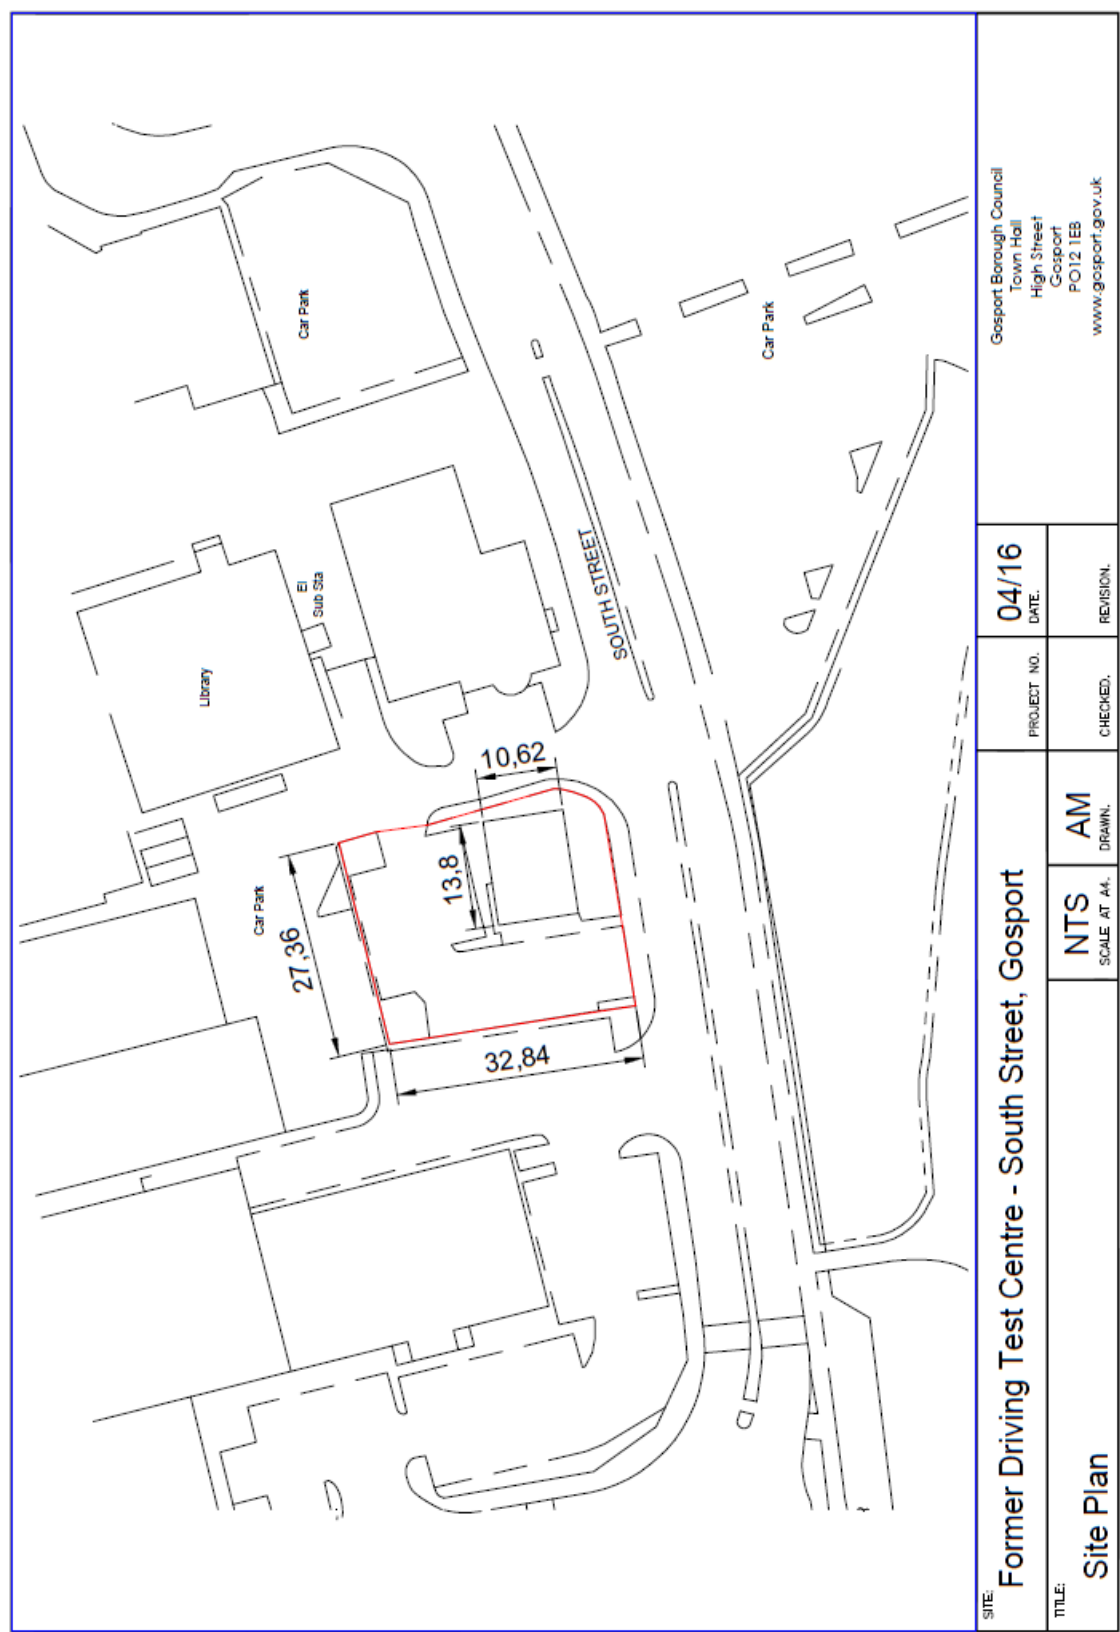 Car Park
Library
El
Sub Sta
Car Park
SOUTH STREET
Car Park
27,36
13,8
10,62
32,84
SITE:
Former Driving Test Centre - South Street, Gosport
TITLE:
Site Plan
NTS
SCALE AT A4.
AM
DRAWN.
PROJECT NO.
04/16
DATE.
CHECKED.
REVISION.
Gosport Borough Council
Town Hall
High Street
Gosport
PO12 1EB
www.gosport.gov.uk